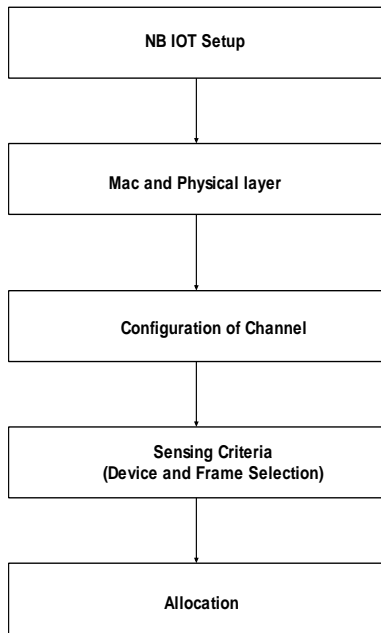 NB IOT Setup
Mac and Physical layer
Configuration of Channel
Sensing Criteria
(Device and Frame Selection)
Allocation